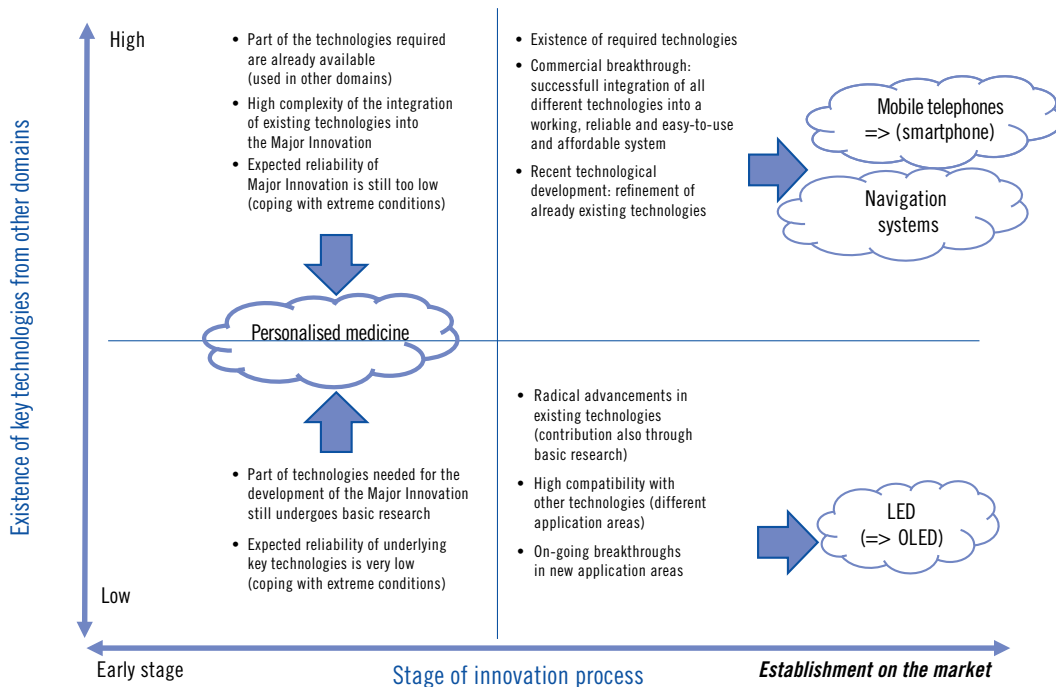 Existence of key technologies from other domains
High
• Part of the technologies required
are already available
(used in other domains)
• High complexity of the integration
of existing technologies into
the Major Innovation
• Expected reliability of
Major Innovation is still too low
(coping with extreme conditions)
• Existence of required technologies
• Commercial breakthrough:
successfull integration of all
different technologies into a
working, reliable and easy-to-use
and affordable system
• Recent technological
development: refinement of
already existing technologies
Mobile telephones
=> (smartphone)
Navigation
systems
Personalised medicine
• Part of technologies needed for the
development of the Major Innovation
still undergoes basic research
• Expected reliability of underlying
key technologies is very low
(coping with extreme conditions)
• Radical advancements in
existing technologies
(contribution also through
basic research)
• High compatibility with
other technologies (different
application areas)
• On-going breakthroughs
in new application areas
LED
(=> OLED)
Low
Early stage
Stage of innovation process
Establishment on the market